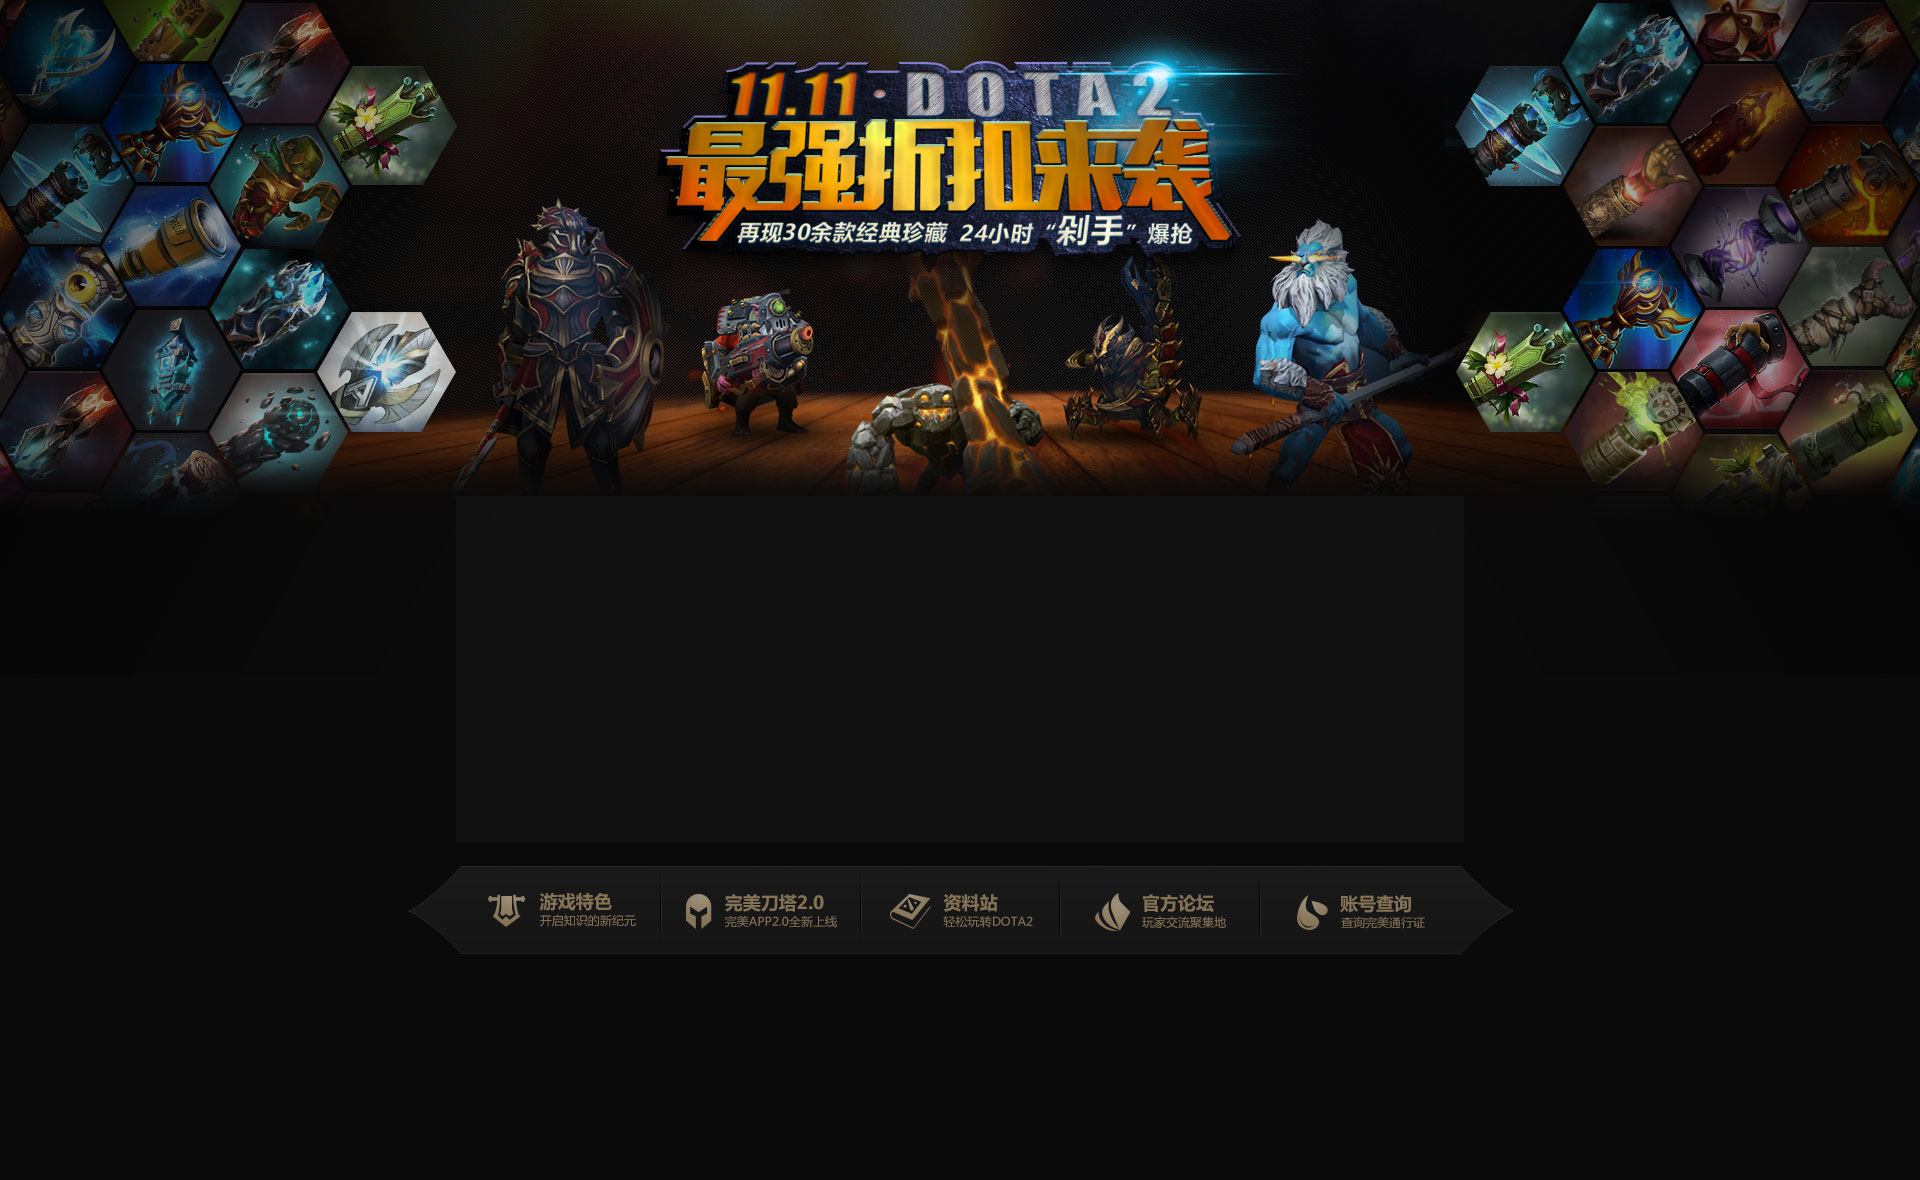 11.11·DOTA2
最强折扣来袭
再现30余款经典珍藏 24小时“剁手”爆抢
游戏特色
开启知识的新纪元
完美刀塔2.0
完美APP2.0全新上线
资料站
轻松玩转DOTA2
官方论坛
玩家交流聚集地
账号查询
查询完美通行证